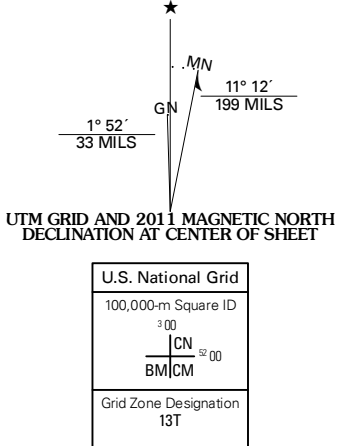 MN
GN
11° 12´
199 MILS
1° 52´
33 MILS
UTM GRID AND 2011 MAGNETIC NORTH
DECLINATION AT CENTER OF SHEET
U.S. National Grid
100,000-m Square ID
3 00
CN
52 00
BM CM
Grid Zone Designation
13T